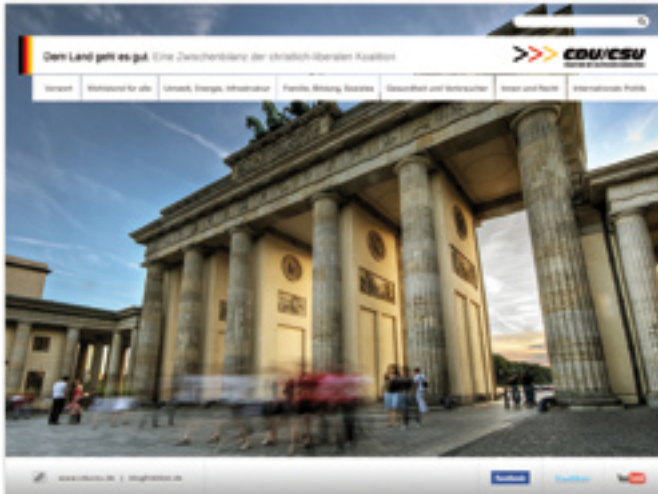 Dem Land geht es gut. Eine Zwischenbilanz der christlich-liberalen Koalition
CDU/CSU
Vorwort
Wohlstand für alle
Umwelt, Energie, Infrastruktur
Familie, Bildung, Soziales
Gesundheit und Verbraucher
Innen und Recht
Internationale Politik
www.cducsu.de |
facebook
twitter
YouTube